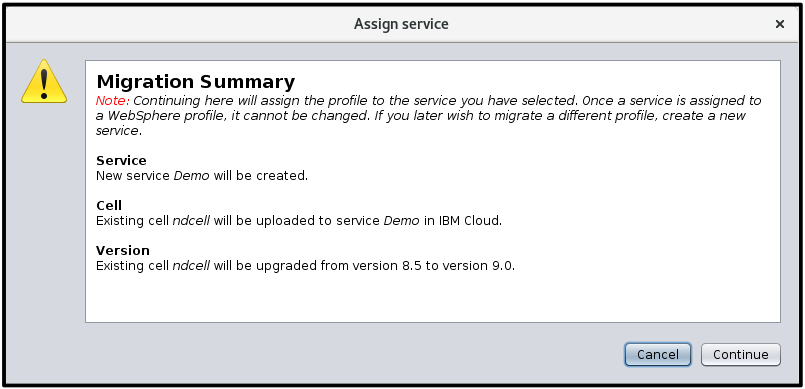 Assign service
Migration Summary
Note: Continuing here will assign the profile to the service you have selected. Once a service is assigned to
a WebSphere profile, it cannot be changed. If you later wish to migrate a different profile, create a new
service.
Service
New service Demo will be created.
Cell
Existing cell ndcell will be uploaded to service Demo in IBM Cloud.
Version
Existing cell ndcell will be upgraded from version 8.5 to version 9.0.
Cancel Continue